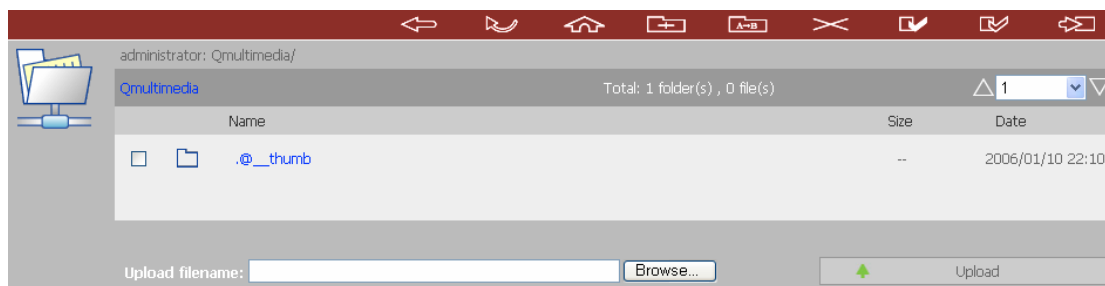 A→B
administrator: Qmultimedia/
Qmultimedia Total: 1 folder(s) , 0 file(s) 1
Name Size Date
.@__thumb -- 2006/01/10 22:10
Upload filename: Browse... Upload